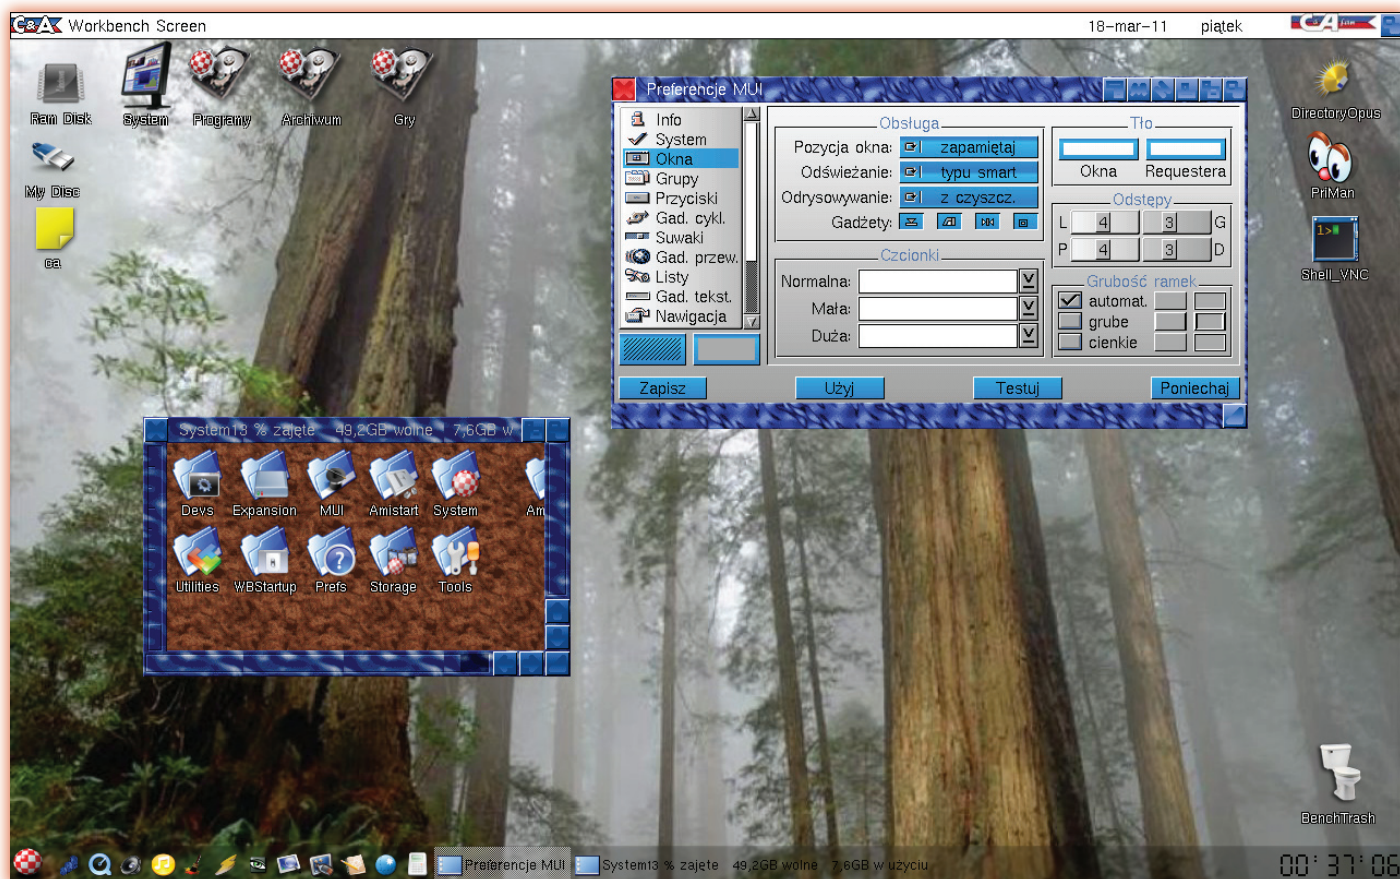 C&A Workbench Screen
18-mar-11 piątek
C&A
Ram Disk
System
Programy
Archiwum
Gry
My Disc
ca
DirectoryOpus
PriMan
1>
Shell_VNC
BenchTrash
Preferencje MUI
Info
System
Okna
Grupy
Przyciski
Gad. cykl.
Suwaki
Gad. przew.
Listy
Gad. tekst.
Nawigacja
Obsługa
Pozycja okna: zapamiętaj
Odświeżanie: typu smart
Odrysowywanie: z czyszcz.
Gadżety:
Czcionki
Normalna:
Mała:
Duża:
Tło
Okna Requestera
Odstępy
L 4 3 G
P 4 3 D
Grubość ramek
automat.
grube
cienkie
Zapisz Użyj Testuj Poniechaj
System13 % zajęte 49,2GB wolne 7,6GB w
Devs Expansion MUI Amistart System Am
Utilities WBStartup Prefs Storage Tools
Preferencje MUI System13 % zajęte 49,2GB wolne 7,6GB w użyciu
00:37:06